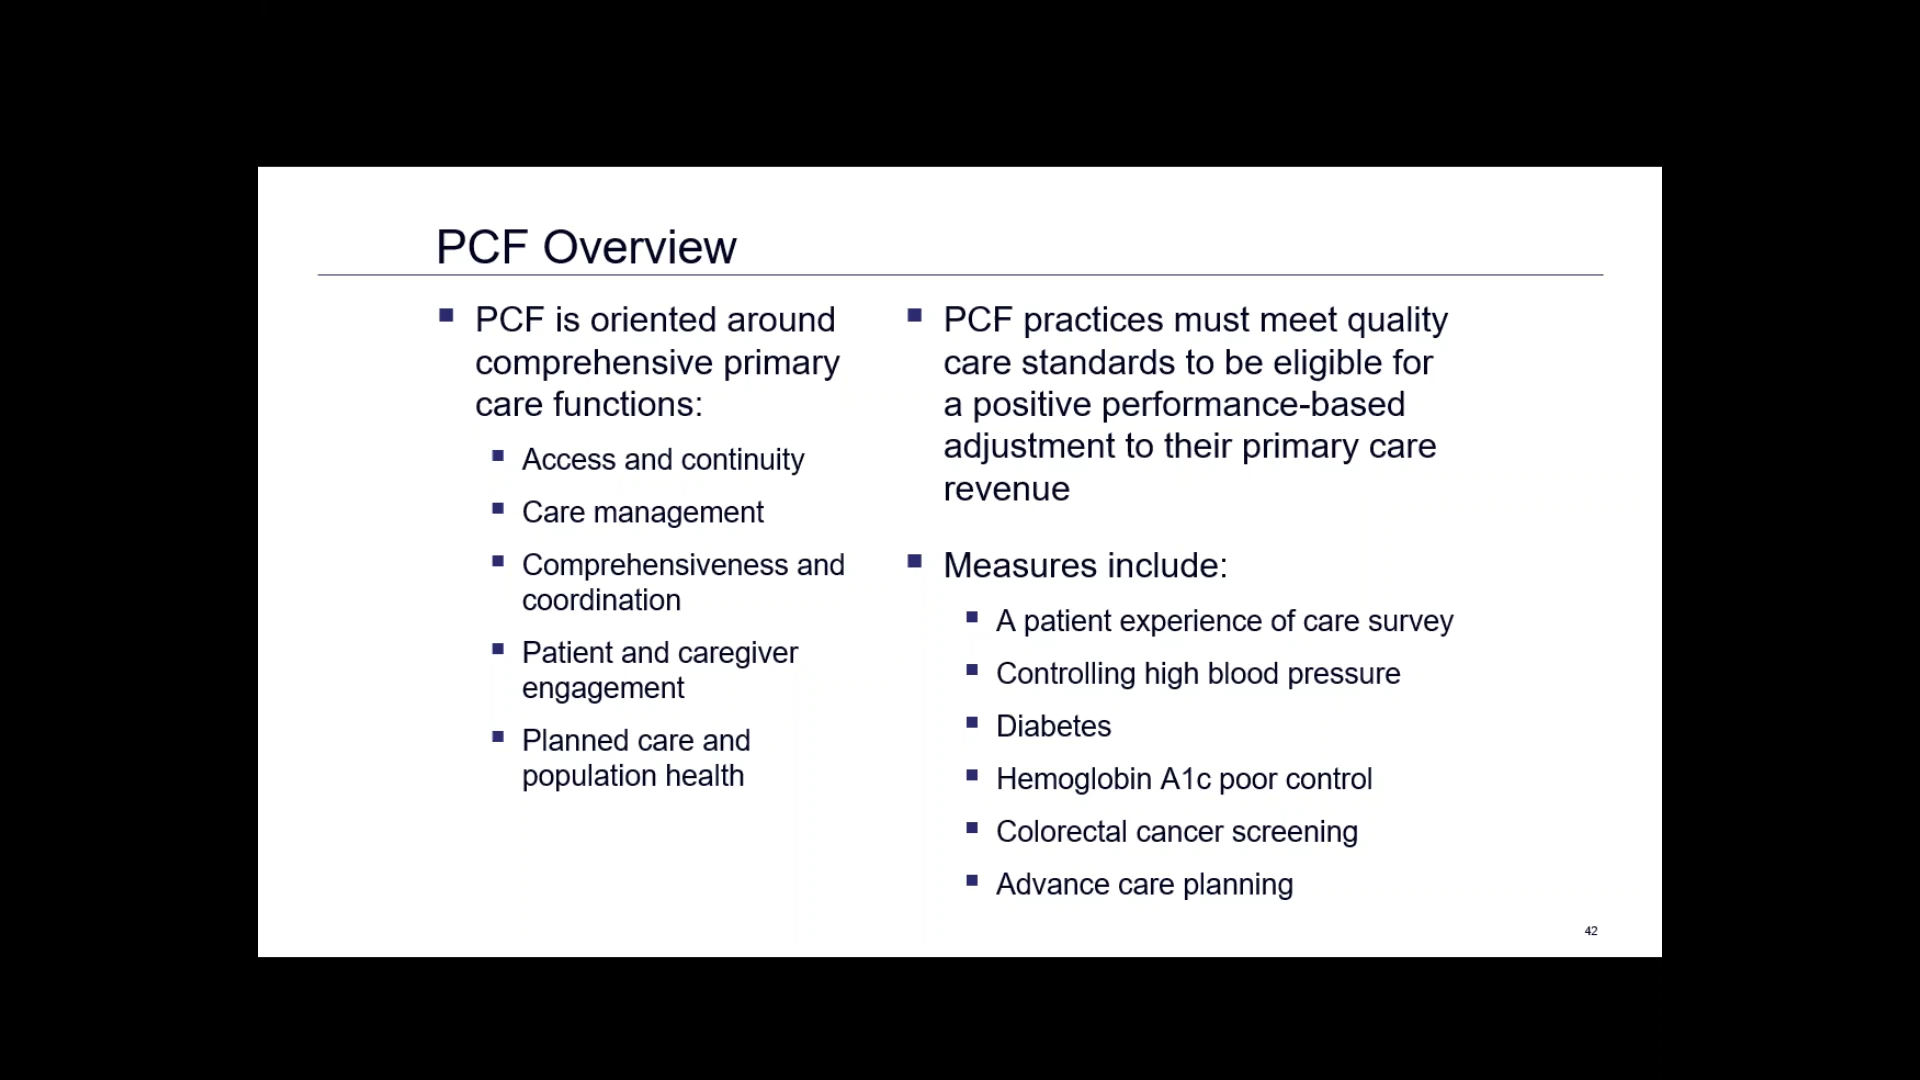 PCF Overview
PCF is oriented around
comprehensive primary
care functions:
Access and continuity
Care management
Comprehensiveness and
coordination
Patient and caregiver
engagement
Planned care and
population health
PCF practices must meet quality
care standards to be eligible for
a positive performance-based
adjustment to their primary care
revenue
Measures include:
A patient experience of care survey
Controlling high blood pressure
Diabetes
Hemoglobin A1c poor control
Colorectal cancer screening
Advance care planning
42